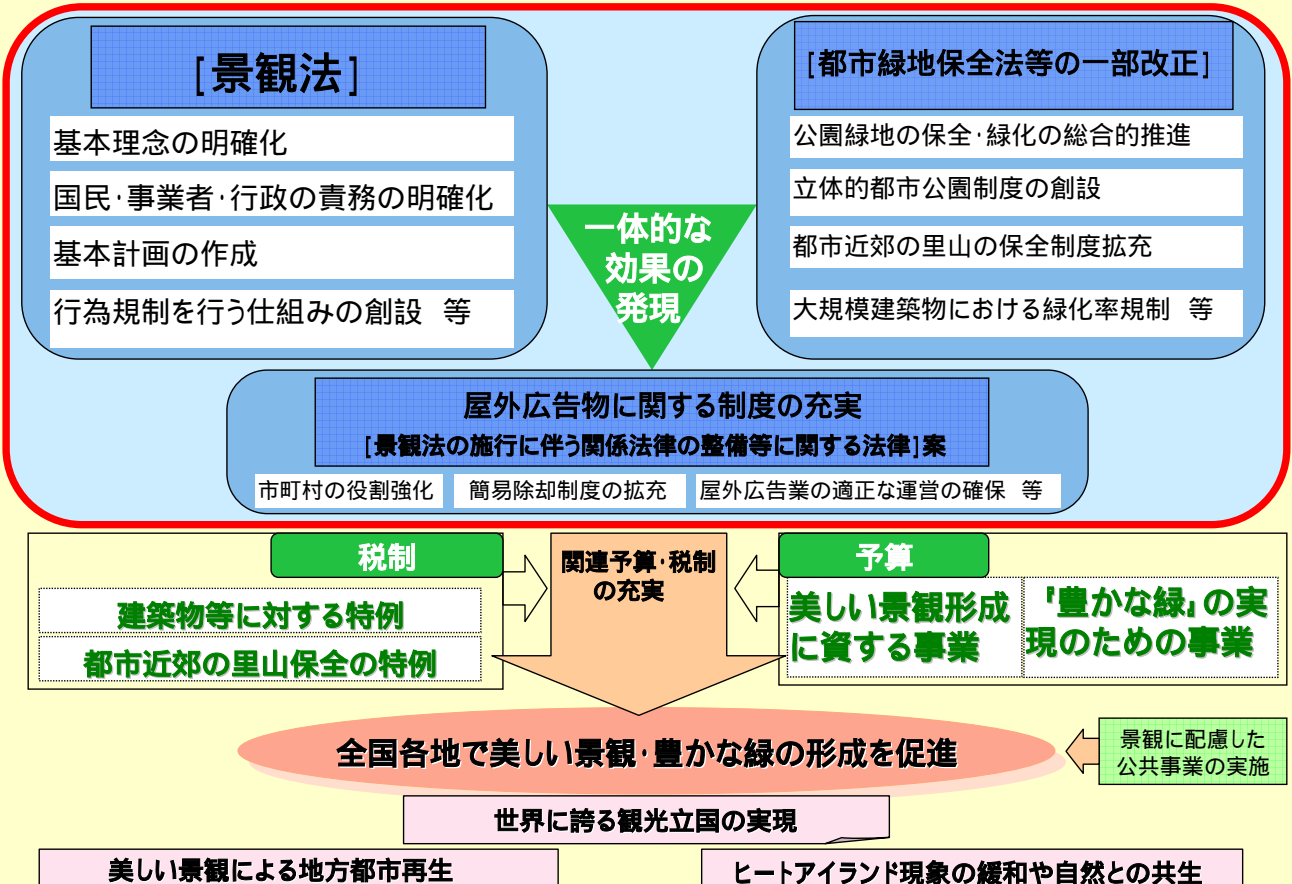 [景観法]
基本理念の明確化
国民・事業者・行政の責務の明確化
基本計画の作成
行為規制を行う仕組みの創設 等
[都市緑地保全法等の一部改正]
公園緑地の保全・緑化の総合的推進
立体的都市公園制度の創設
都市近郊の里山の保全制度拡充
大規模建築物における緑化率規制 等
一体的な
効果の
発現
屋外広告物に関する制度の充実
[景観法の施行に伴う関係法律の整備等に関する法律]案
市町村の役割強化
簡易除却制度の拡充
屋外広告業の適正な運営の確保 等
税制
建築物等に対する特例
都市近郊の里山保全の特例
関連予算・税制
の充実
予算
美しい景観形成
に資する事業
『豊かな緑』の実
現のための事業
全国各地で美しい景観・豊かな緑の形成を促進
景観に配慮した
公共事業の実施
世界に誇る観光立国の実現
美しい景観による地方都市再生
ヒートアイランド現象の緩和や自然との共生